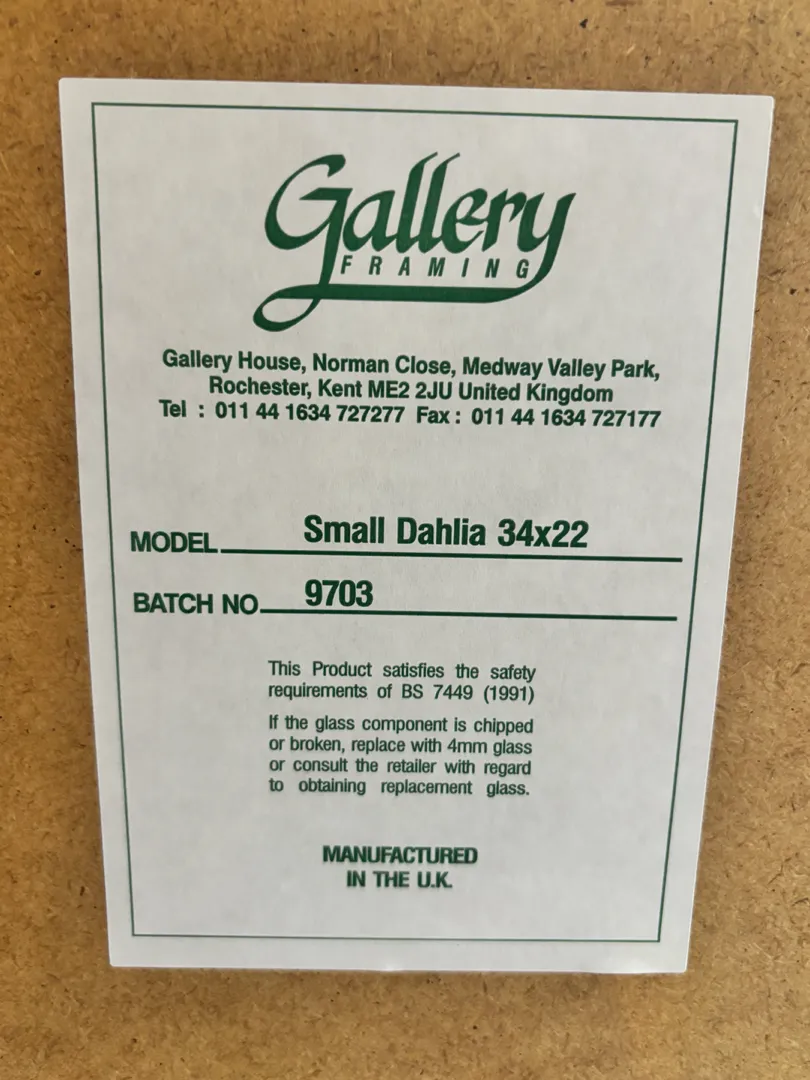 Gallery
FRAMING
Gallery House, Norman Close, Medway Valley Park,
Rochester, Kent ME2 2JU United Kingdom
Tel : 011 44 1634 727277 Fax : 011 44 1634 727177
MODEL Small Dahlia 34x22
BATCH NO 9703
This Product satisfies the safety
requirements of BS 7449 (1991)
If the glass component is chipped
or broken, replace with 4mm glass
or consult the retailer with regard
to obtaining replacement glass.
MANUFACTURED
IN THE U.K.